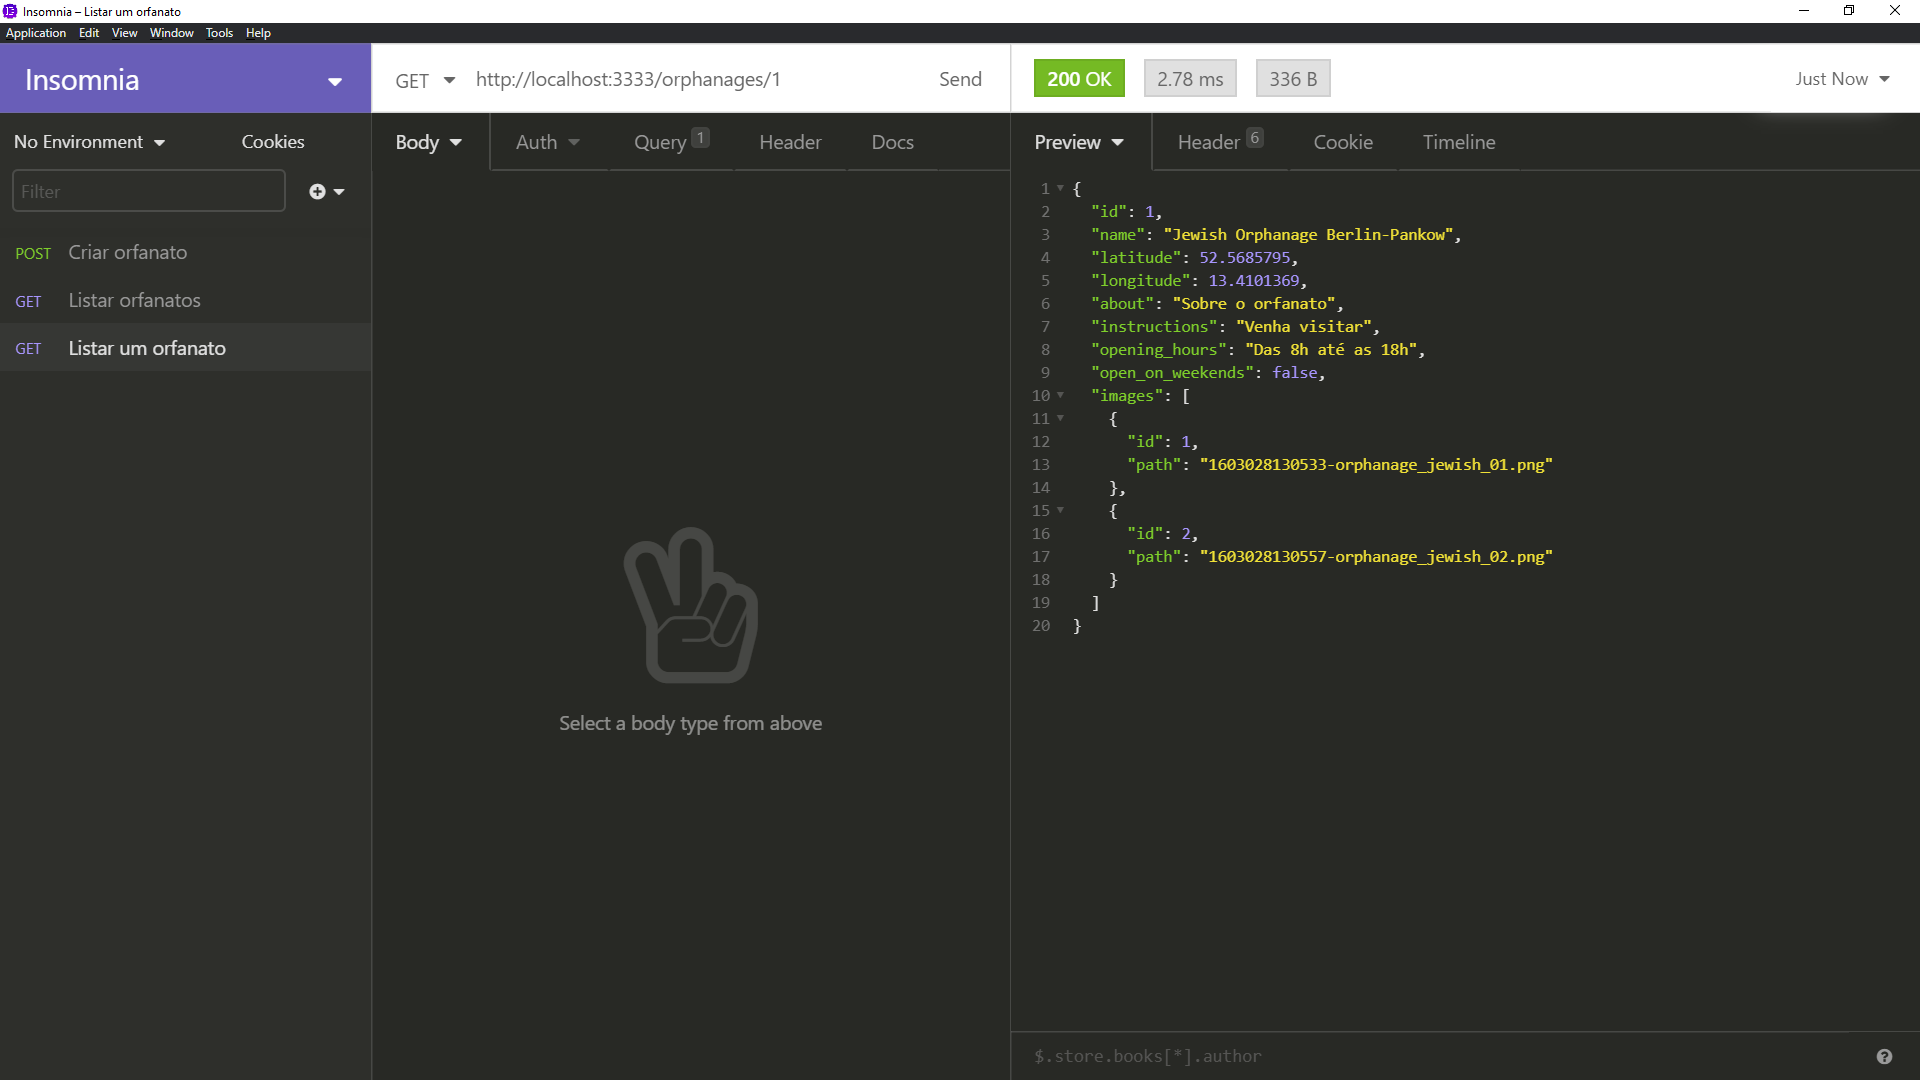 Insomnia – Listar um orfanato
Application Edit View Window Tools Help
Insomnia
GET http://localhost:3333/orphanages/1 Send
200 OK 2.78 ms 336 B Just Now
No Environment Cookies
Body Auth Query 1 Header Docs
Preview Header 6 Cookie Timeline
Filter
POST Criar orfanato
GET Listar orfanatos
GET Listar um orfanato
Select a body type from above
1 {
2 "id": 1,
3 "name": "Jewish Orphanage Berlin-Pankow",
4 "latitude": 52.5685795,
5 "longitude": 13.4101369,
6 "about": "Sobre o orfanato",
7 "instructions": "Venha visitar",
8 "opening_hours": "Das 8h até as 18h",
9 "open_on_weekends": false,
10 "images": [
11 {
12 "id": 1,
13 "path": "1603028130533-orphanage_jewish_01.png"
14 },
15 {
16 "id": 2,
17 "path": "1603028130557-orphanage_jewish_02.png"
18 }
19 ]
20 }
$.store.books[*].author